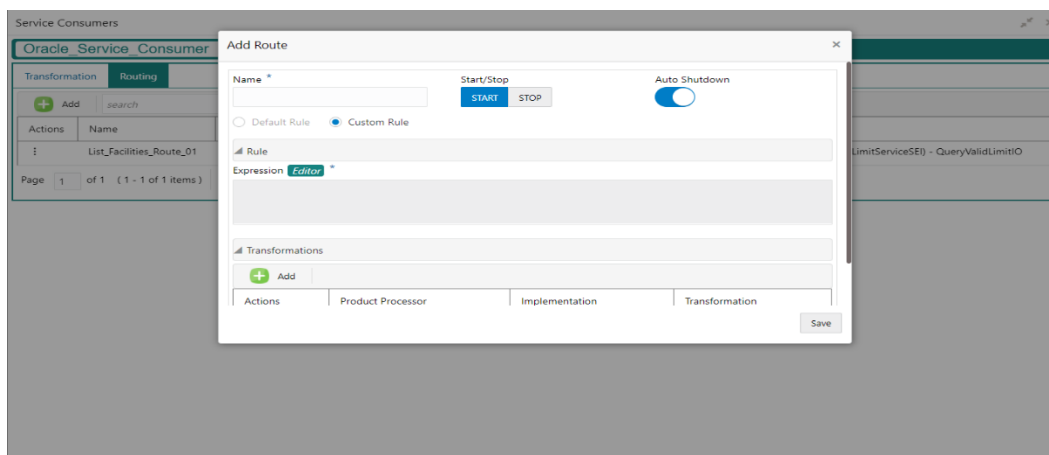 Service Consumers
Oracle_Service_Consumer
Transformation Routing
Add search
Actions Name
List_Facilities_Route_01
LimitServiceSEI) - QueryValidLimitIO
Page 1 of 1 (1 - 1 of 1 items)
Add Route
Name * Start/Stop Auto Shutdown
START STOP
Default Rule Custom Rule
Rule
Expression Editor *
Transformations
Add
Actions Product Processor Implementation Transformation
Save